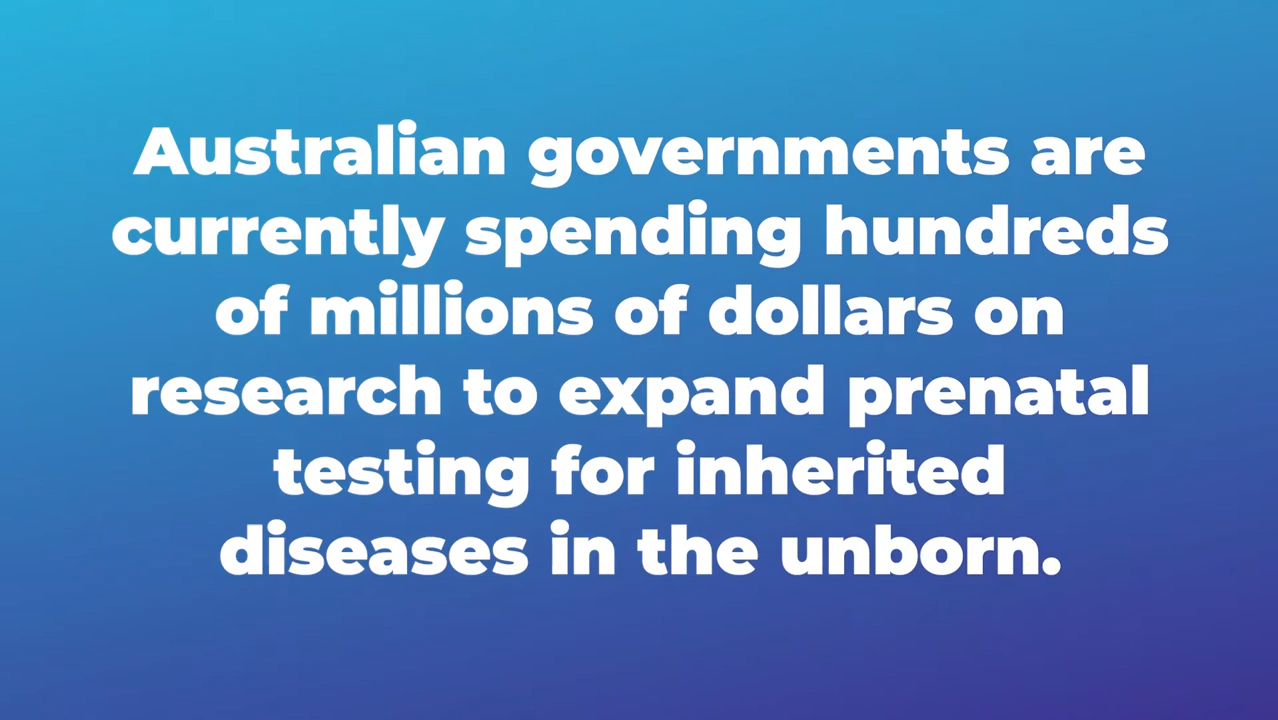 Australian governments are
currently spending hundreds
of millions of dollars on
research to expand prenatal
testing for inherited
diseases in the unborn.